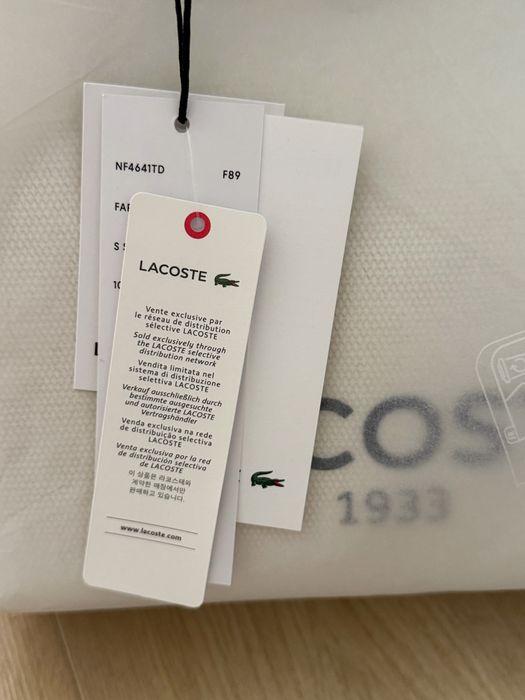 NF4641TD F89
LACOSTE
Vente exclusive par
le réseau de distribution
sélective LACOSTE
Sold exclusively through
the LACOSTE selective
distribution network
Vendita limitata nel
sistema di distribuzione
selettiva LACOSTE
Verkauf ausschließlich durch
bestimmte ausgesuchte
und autorisierte LACOSTE
Vertragshändler
Venda exclusiva na rede
de distribuição selectiva
LACOSTE
Venta exclusiva por la red
de distribución selectiva
de LACOSTE
이 상품은 라코스테와
계약한 매장에서만
판매하고 있습니다.
www.lacoste.com
COS
1933